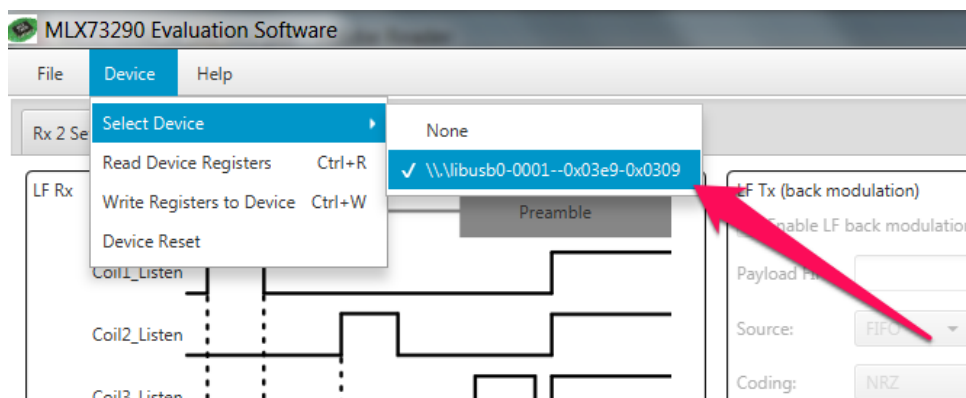 MLX73290 Evaluation Software
File Device Help
Rx 2 Se
Select Device
None
Read Device Registers Ctrl+R
✓ \\.\libusb0-0001--0x03e9-0x0309
Write Registers to Device Ctrl+W
Device Reset
LF Rx
Preamble
Coil1_Listen
Coil2_Listen
Coil3_Listen
LF Tx (back modulation)
Enable LF back modulation
Payload
Source: FIFO
Coding: NRZ